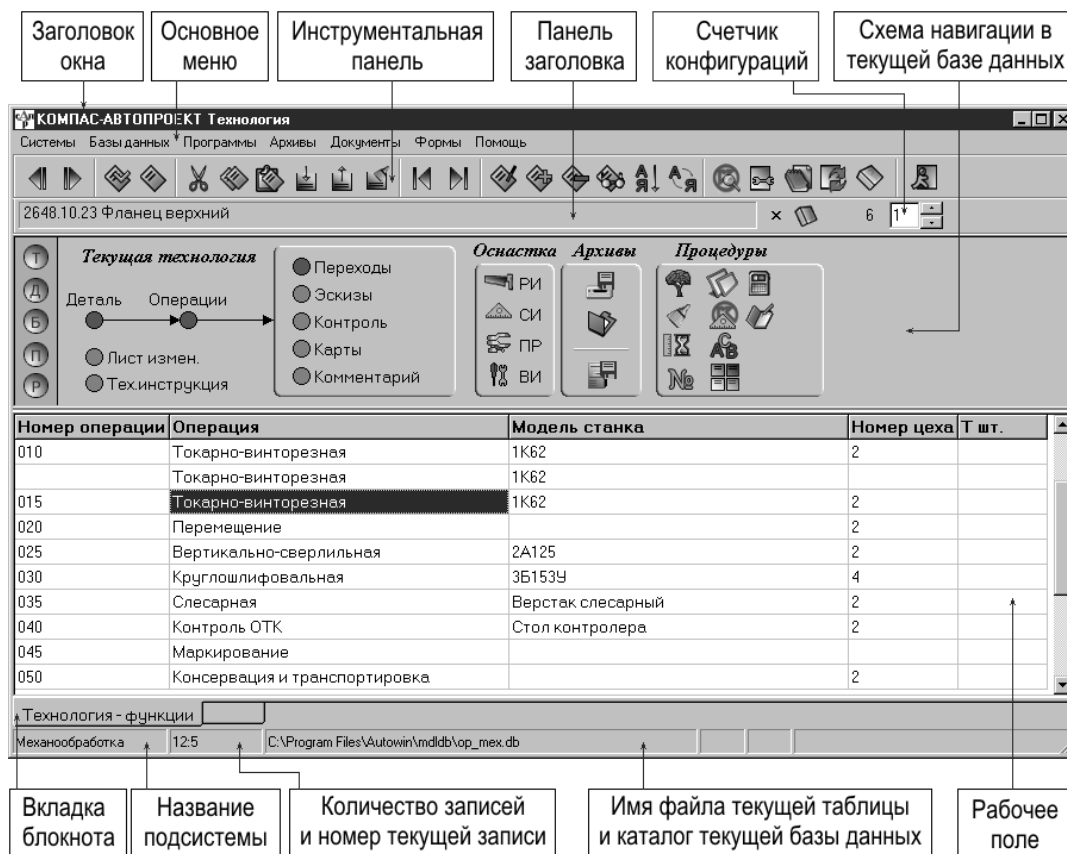 Заголовок окна
Основное меню
Инструментальная панель
Панель заголовка
Счетчик конфигураций
Схема навигации в текущей базе данных
КОМПАС-АВТОПРОЕКТ Технология
Системы Базы данных Программы Архивы Документы Формы Помощь
2648.10.23 Фланец верхний 6 1
Текущая технология Оснастка Архивы Процедуры
Т
Д
Б
П
Р
Деталь Операции
Лист измен.
Тех.инструкция
Переходы
Эскизы
Контроль
Карты
Комментарий
РИ
СИ
ПР
ВИ
Номер операции Операция Модель станка Номер цеха Т шт.
010 Токарно-винторезная 1К62 2
Токарно-винторезная 1К62
015 Токарно-винторезная 1К62 2
020 Перемещение 2
025 Вертикально-сверлильная 2А125 2
030 Круглошлифовальная 3Б153У 4
035 Слесарная Верстак слесарный 2
040 Контроль ОТК Стол контролера 2
045 Маркирование
050 Консервация и транспортировка 2
Технология - функции
Механообработка 12:5 C:\Program Files\Autowin\mdldb\op_mex.db
Вкладка блокнота
Название подсистемы
Количество записей и номер текущей записи
Имя файла текущей таблицы и каталог текущей базы данных
Рабочее поле